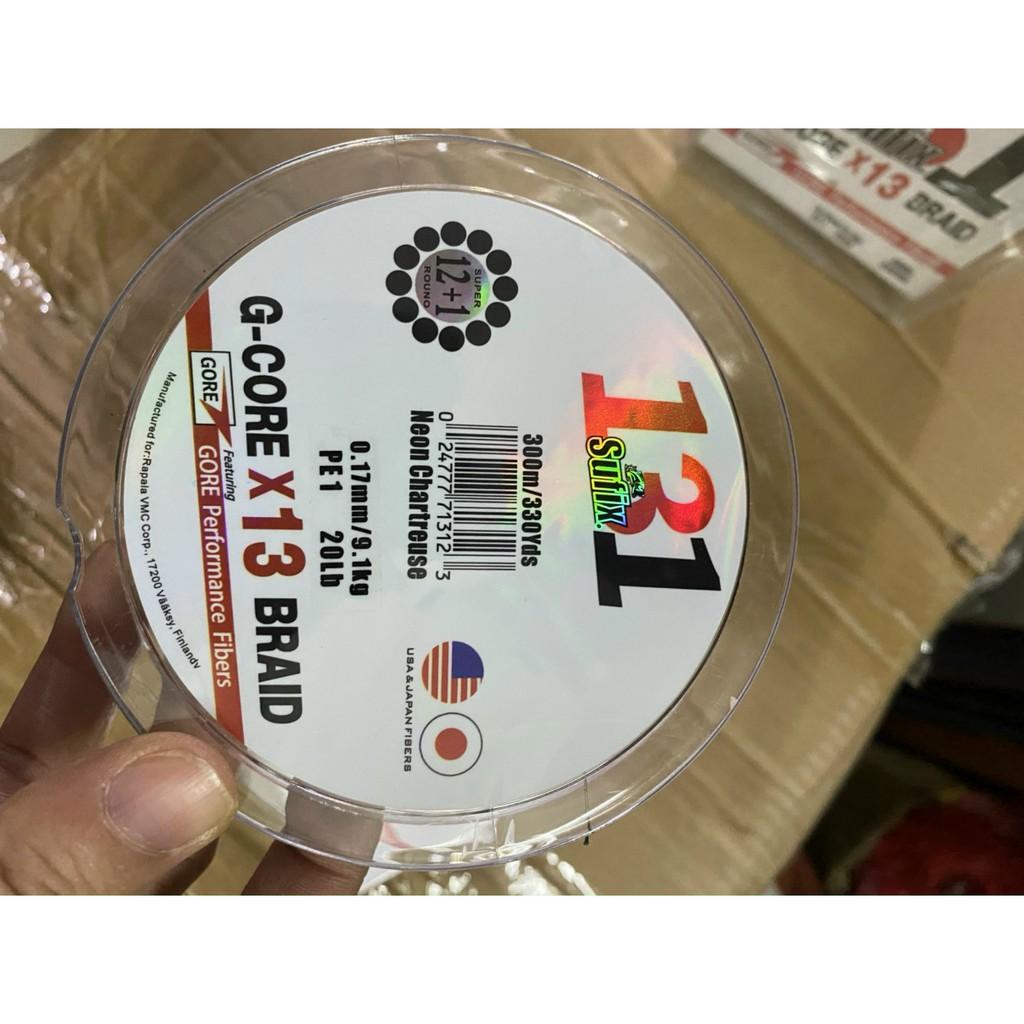 131
sufix.
SUPER
12+1
ROUND
300m/330Yds
0 24777 71312 3
Neon Chartreuse
USA & JAPAN FIBERS
0.17mm/9.1kg
PE1 20Lb
G-CORE X13 BRAID
GORE
Featuring
GORE Performance Fibers
Manufactured for:Rapala VMC Corp., 17200 Vääksy, Finlandv
1
X13 BRAID